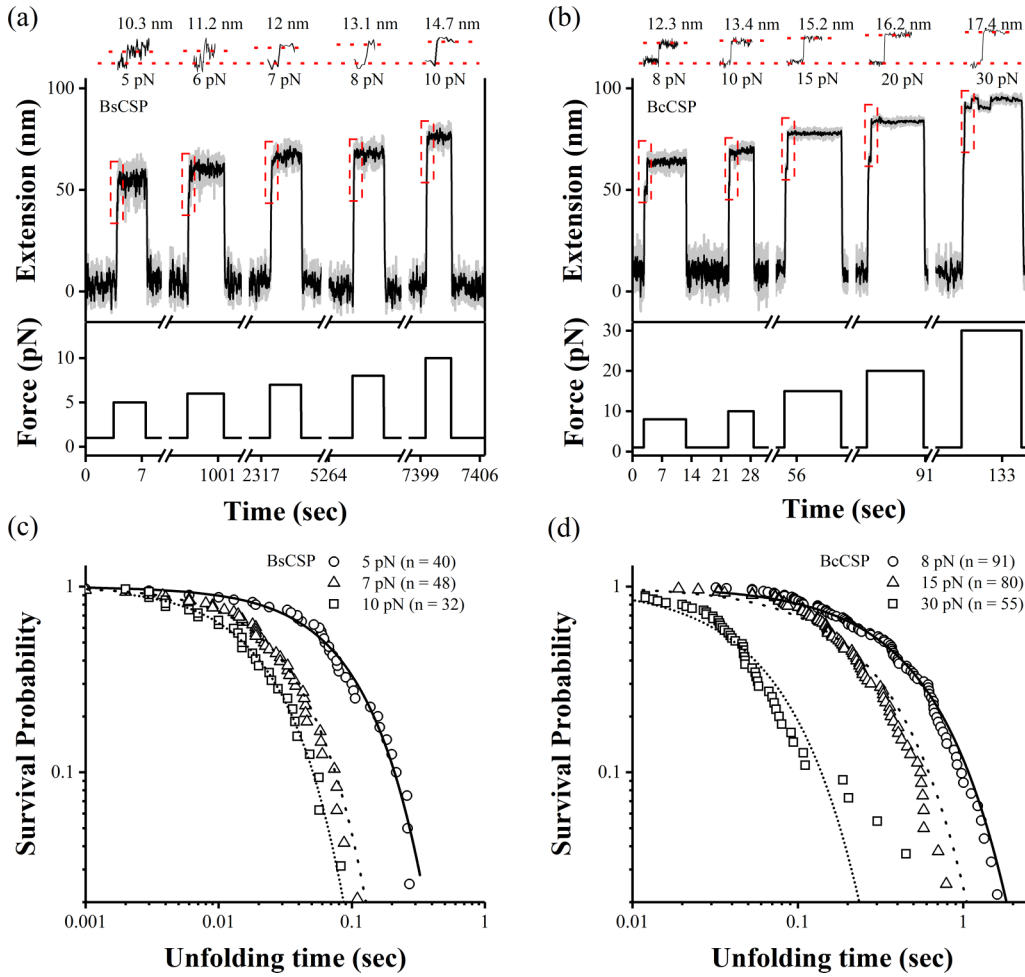 (a)
10.3 nm 11.2 nm 12 nm 13.1 nm 14.7 nm
5 pN 6 pN 7 pN 8 pN 10 pN
BsCSP
Extension (nm)
100
50
0
Force (pN)
10
5
0
0 7 1001 2317 5264 7399 7406
Time (sec)
(b)
12.3 nm 13.4 nm 15.2 nm 16.2 nm 17.4 nm
8 pN 10 pN 15 pN 20 pN 30 pN
BcCSP
Extension (nm)
100
50
0
Force (pN)
30
20
10
0
0 7 14 21 28 56 91 133
Time (sec)
(c)
BsCSP
5 pN (n = 40)
7 pN (n = 48)
10 pN (n = 32)
Survival Probability
1
0.1
0.001 0.01 0.1 1
Unfolding time (sec)
(d)
BcCSP
8 pN (n = 91)
15 pN (n = 80)
30 pN (n = 55)
Survival Probability
1
0.1
0.01 0.1 1
Unfolding time (sec)